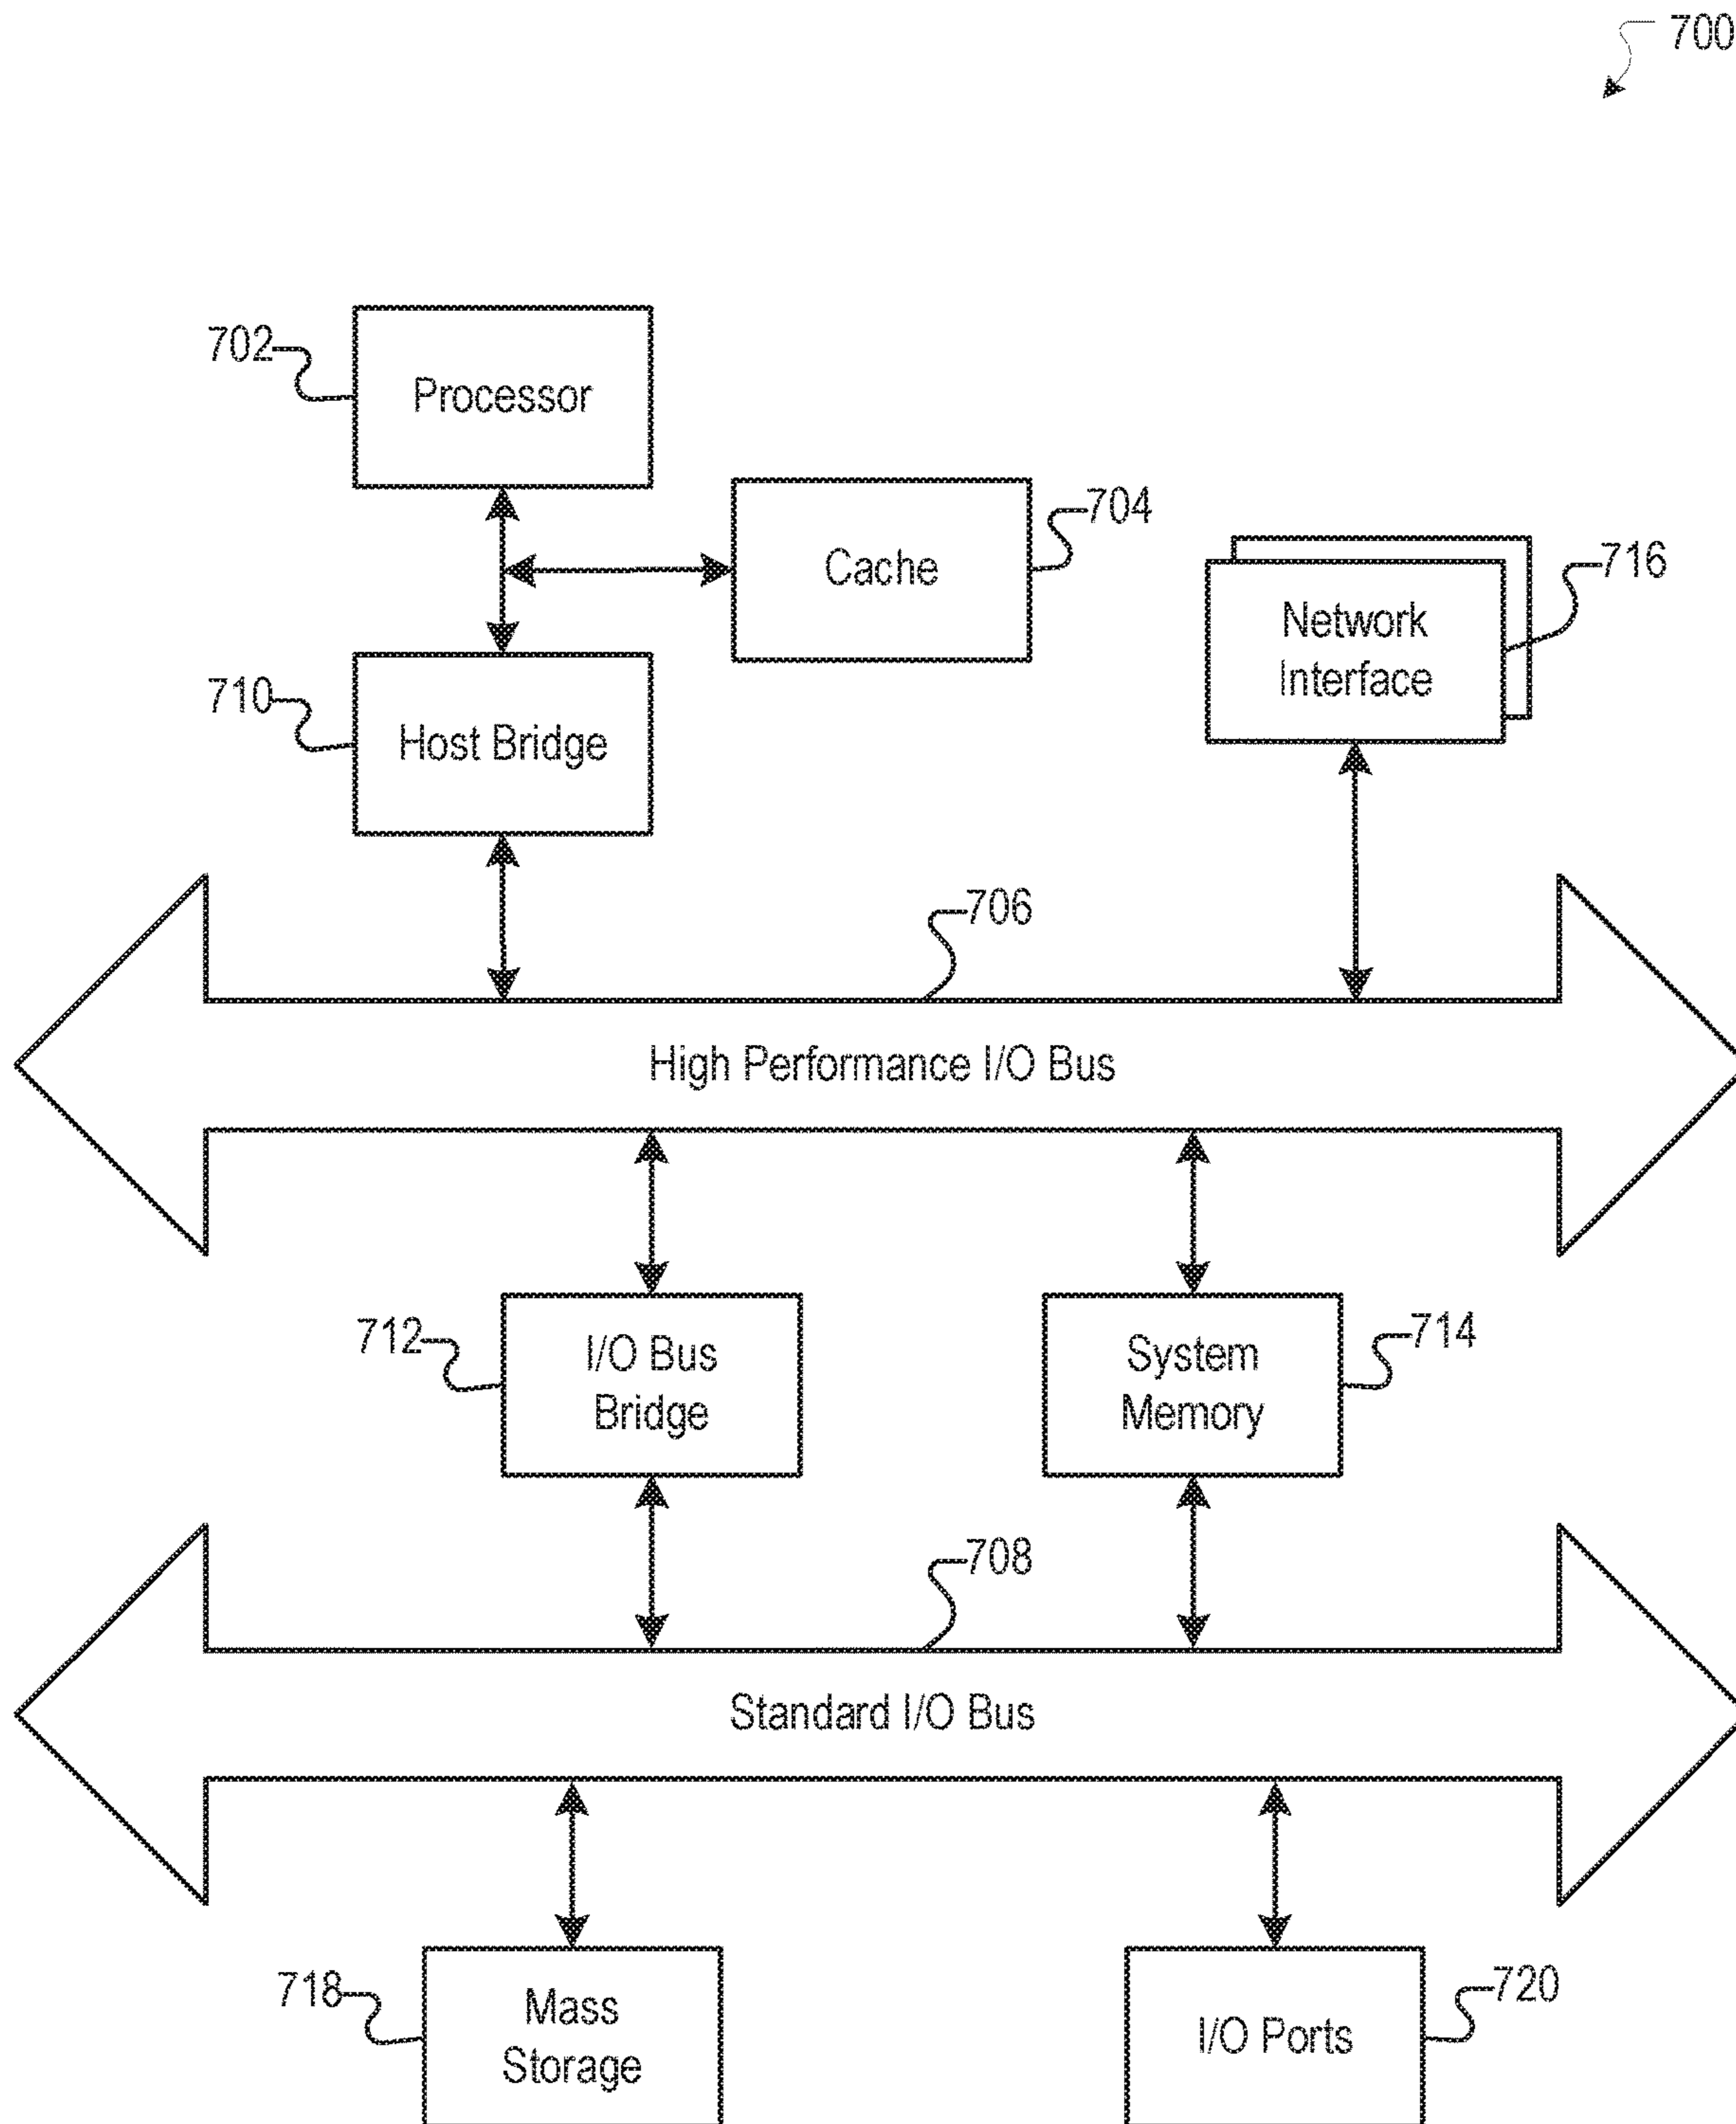 700
702
Processor
704
Cache
716
Network
Interface
710
Host Bridge
706
High Performance I/O Bus
712
I/O Bus
Bridge
System
Memory
714
708
Standard I/O Bus
718
Mass
Storage
I/O Ports
720